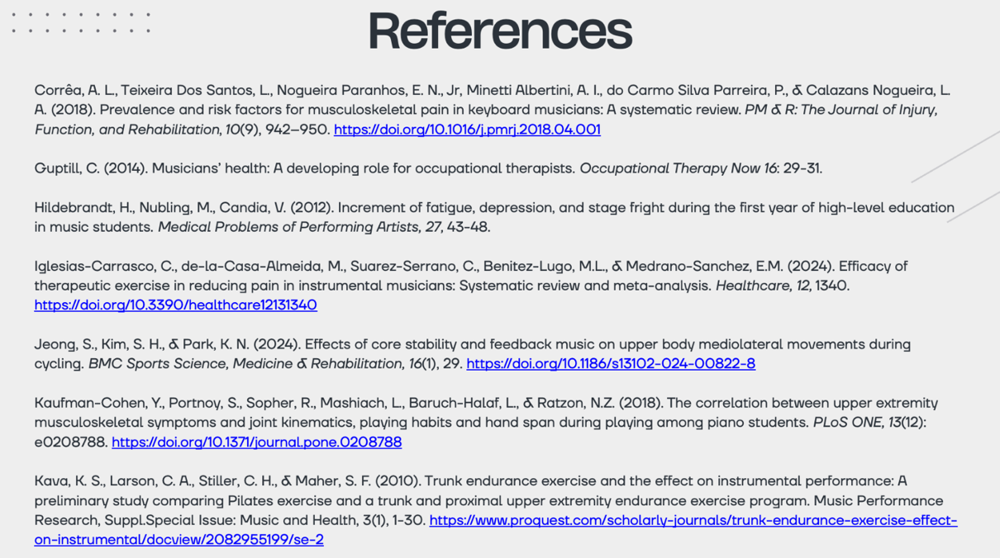 References
Corrêa, A. L., Teixeira Dos Santos, L., Nogueira Paranhos, E. N., Jr, Minetti Albertini, A. I., do Carmo Silva Parreira, P., & Calazans Nogueira, L.
A. (2018). Prevalence and risk factors for musculoskeletal pain in keyboard musicians: A systematic review. PM & R: The Journal of Injury,
Function, and Rehabilitation, 10(9), 942–950. https://doi.org/10.1016/j.pmrj.2018.04.001
Guptill, C. (2014). Musicians’ health: A developing role for occupational therapists. Occupational Therapy Now 16: 29-31.
Hildebrandt, H., Nubling, M., Candia, V. (2012). Increment of fatigue, depression, and stage fright during the first year of high-level education
in music students. Medical Problems of Performing Artists, 27, 43-48.
Iglesias-Carrasco, C., de-la-Casa-Almeida, M., Suarez-Serrano, C., Benitez-Lugo, M.L., & Medrano-Sanchez, E.M. (2024). Efficacy of
therapeutic exercise in reducing pain in instrumental musicians: Systematic review and meta-analysis. Healthcare, 12, 1340.
https://doi.org/10.3390/healthcare12131340
Jeong, S., Kim, S. H., & Park, K. N. (2024). Effects of core stability and feedback music on upper body mediolateral movements during
cycling. BMC Sports Science, Medicine & Rehabilitation, 16(1), 29. https://doi.org/10.1186/s13102-024-00822-8
Kaufman-Cohen, Y., Portnoy, S., Sopher, R., Mashiach, L., Baruch-Halaf, L., & Ratzon, N.Z. (2018). The correlation between upper extremity
musculoskeletal symptoms and joint kinematics, playing habits and hand span during playing among piano students. PLoS ONE, 13(12):
e0208788. https://doi.org/10.1371/journal.pone.0208788
Kava, K. S., Larson, C. A., Stiller, C. H., & Maher, S. F. (2010). Trunk endurance exercise and the effect on instrumental performance: A
preliminary study comparing Pilates exercise and a trunk and proximal upper extremity endurance exercise program. Music Performance
Research, Suppl.Special Issue: Music and Health, 3(1), 1-30. https://www.proquest.com/scholarly-journals/trunk-endurance-exercise-effect-
on-instrumental/docview/2082955199/se-2